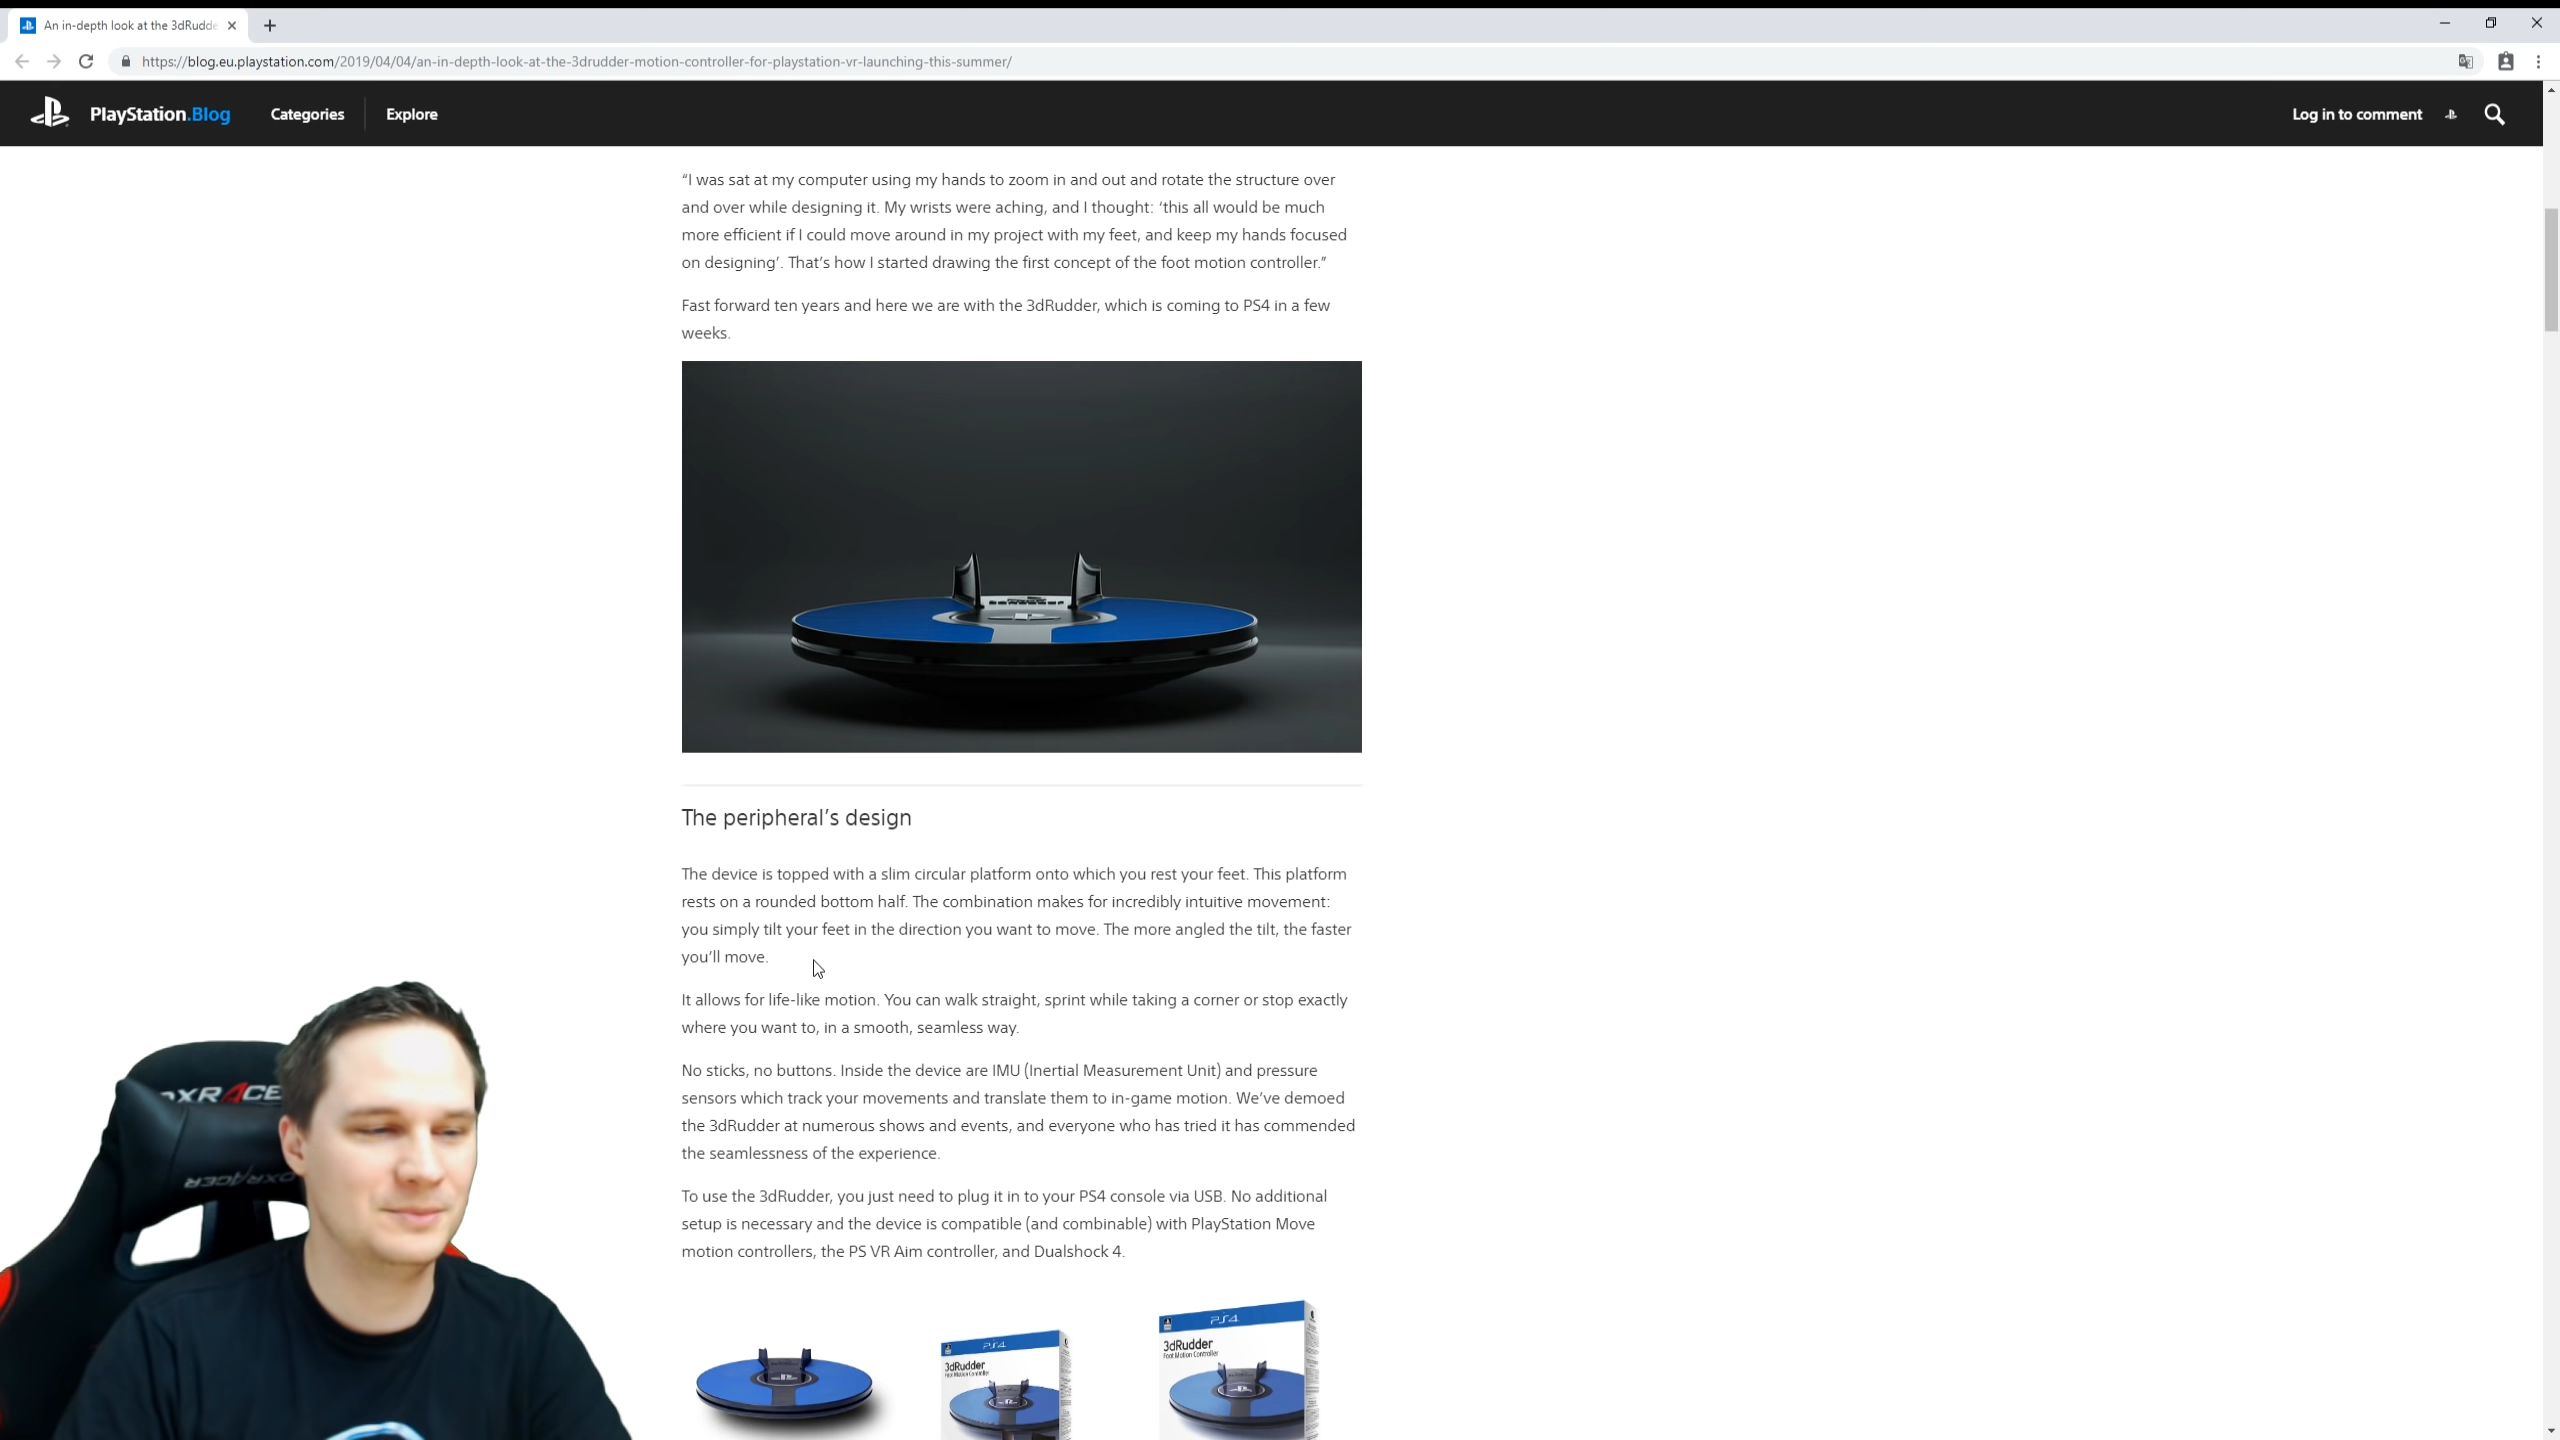 An in-depth look at the 3dRudde
https://blog.eu.playstation.com/2019/04/04/an-in-depth-look-at-the-3drudder-motion-controller-for-playstation-vr-launching-this-summer/
PlayStation.Blog Categories Explore Log in to comment
“I was sat at my computer using my hands to zoom in and out and rotate the structure over
and over while designing it. My wrists were aching, and I thought: ‘this all would be much
more efficient if I could move around in my project with my feet, and keep my hands focused
on designing’. That’s how I started drawing the first concept of the foot motion controller.”
Fast forward ten years and here we are with the 3dRudder, which is coming to PS4 in a few
weeks.
The peripheral’s design
The device is topped with a slim circular platform onto which you rest your feet. This platform
rests on a rounded bottom half. The combination makes for incredibly intuitive movement:
you simply tilt your feet in the direction you want to move. The more angled the tilt, the faster
you’ll move.
It allows for life-like motion. You can walk straight, sprint while taking a corner or stop exactly
where you want to, in a smooth, seamless way.
No sticks, no buttons. Inside the device are IMU (Inertial Measurement Unit) and pressure
sensors which track your movements and translate them to in-game motion. We’ve demoed
the 3dRudder at numerous shows and events, and everyone who has tried it has commended
the seamlessness of the experience.
To use the 3dRudder, you just need to plug it in to your PS4 console via USB. No additional
setup is necessary and the device is compatible (and combinable) with PlayStation Move
motion controllers, the PS VR Aim controller, and Dualshock 4.
PS4
3dRudder
Foot Motion Controller
PS4
3dRudder
Foot Motion Controller
DXRACER